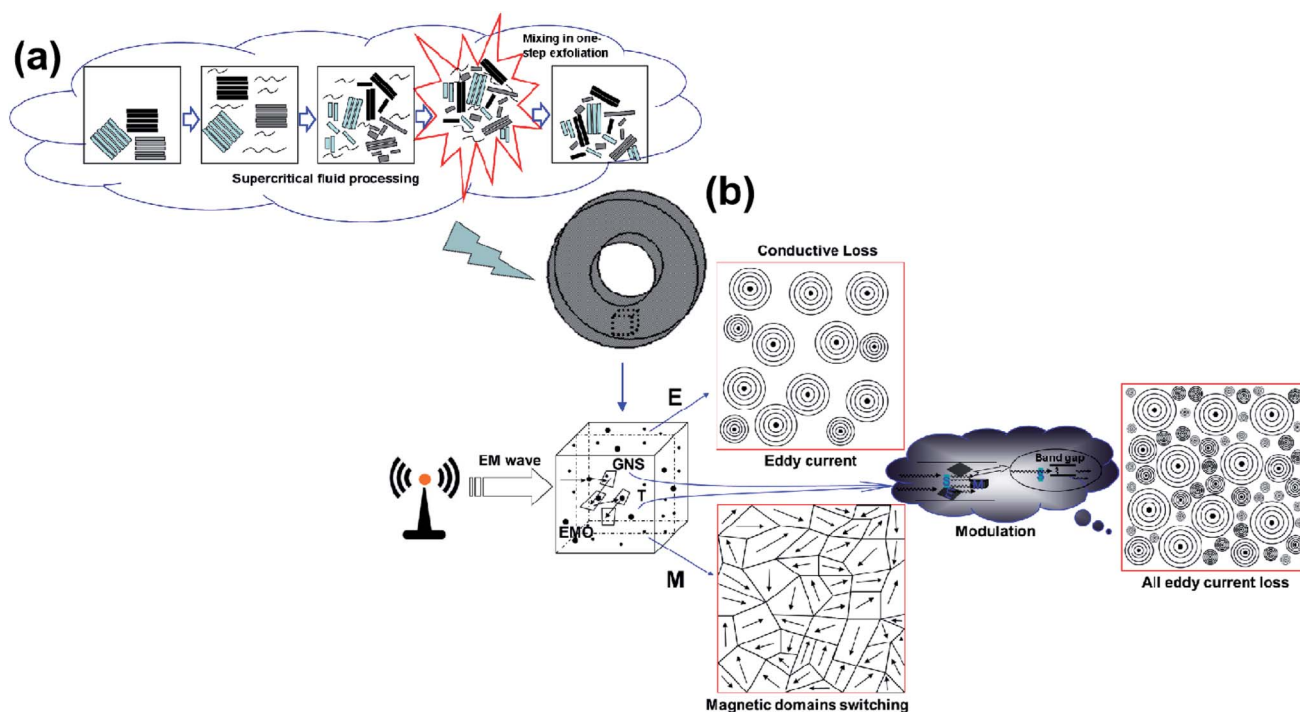 (a)
Mixing in one-
step exfoliation
Supercritical fluid processing
(b)
Conductive Loss
E
Eddy current
EM wave
GNS
T
EMO
M
Magnetic domains switching
Band gap
S
S
M
Modulation
All eddy current loss